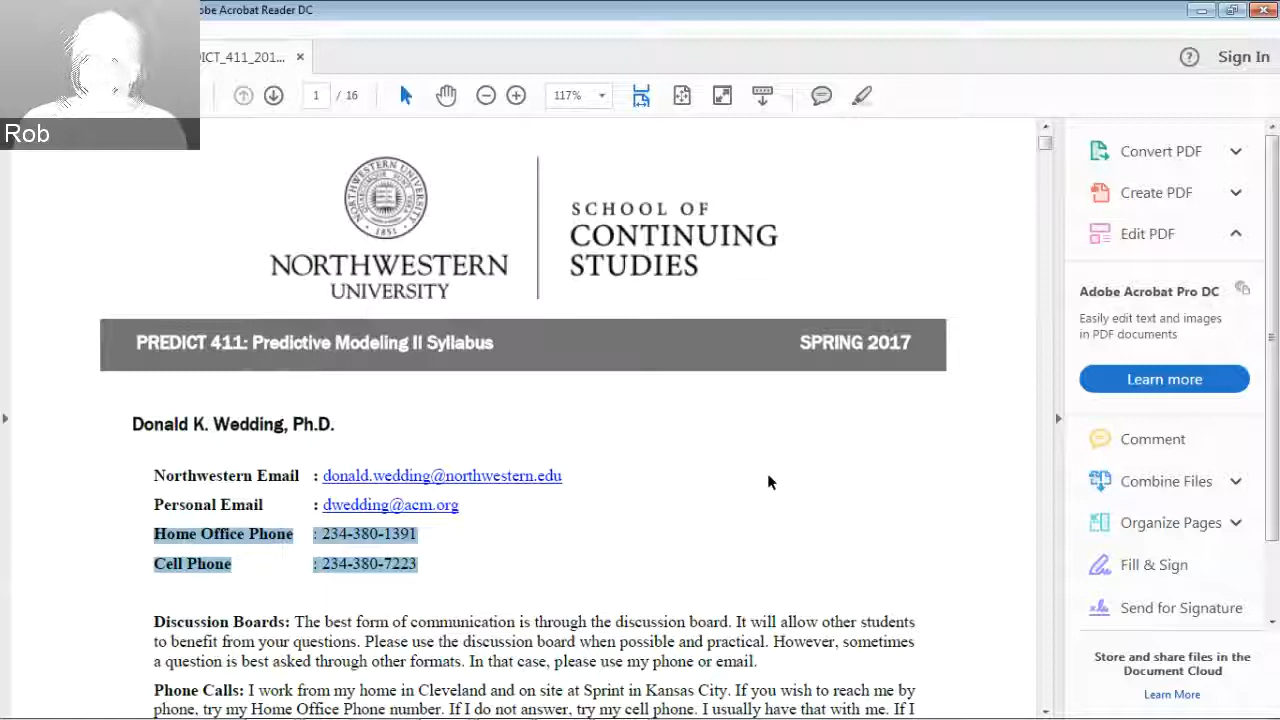 obe Acrobat Reader DC
ICT_411_201...
Sign In
1 / 16
117%
Rob
NORTHWESTERN UNIVERSITY
1851
NORTHWESTERN
UNIVERSITY
SCHOOL OF
CONTINUING
STUDIES
PREDICT 411: Predictive Modeling II Syllabus SPRING 2017
Donald K. Wedding, Ph.D.
Northwestern Email : donald.wedding@northwestern.edu
Personal Email : dwedding@acm.org
Home Office Phone : 234-380-1391
Cell Phone : 234-380-7223
Discussion Boards: The best form of communication is through the discussion board. It will allow other students
to benefit from your questions. Please use the discussion board when possible and practical. However, sometimes
a question is best asked through other formats. In that case, please use my phone or email.
Phone Calls: I work from my home in Cleveland and on site at Sprint in Kansas City. If you wish to reach me by
phone, try my Home Office Phone number. If I do not answer, try my cell phone. I usually have that with me. If I
Convert PDF
Create PDF
Edit PDF
Adobe Acrobat Pro DC
Easily edit text and images
in PDF documents
Learn more
Comment
Combine Files
Organize Pages
Fill & Sign
Send for Signature
Store and share files in the
Document Cloud
Learn More